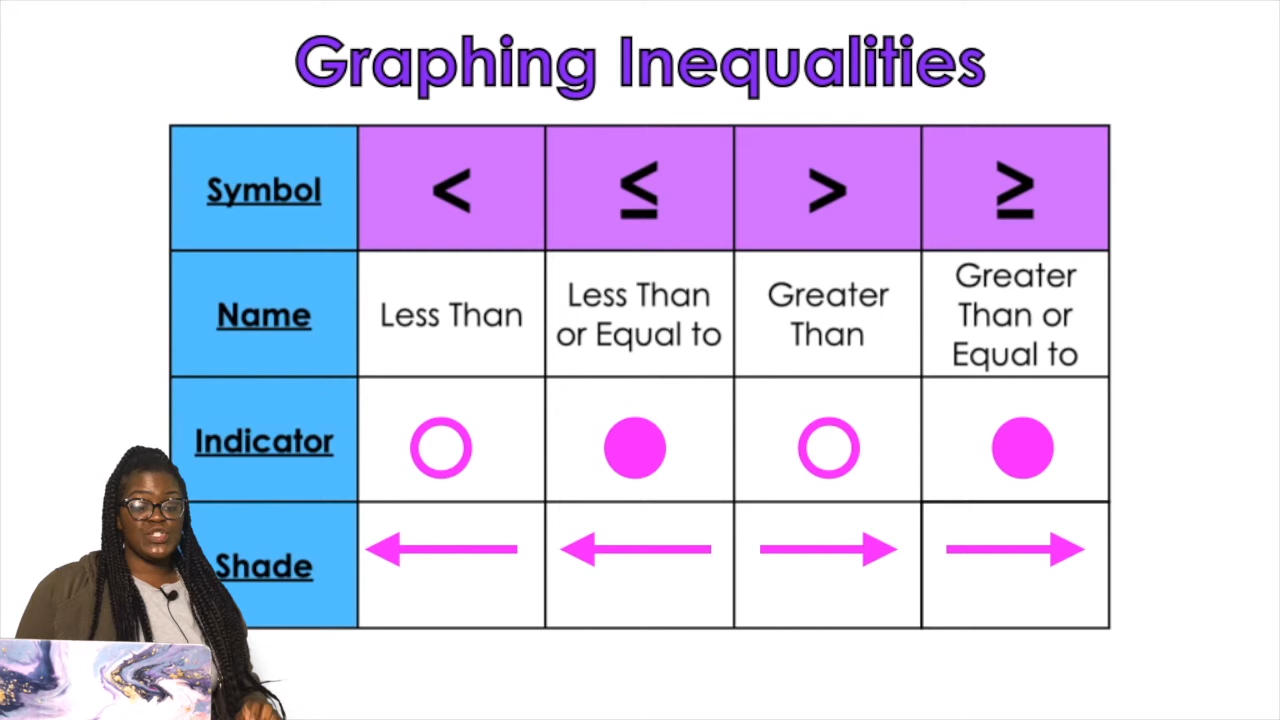 Graphing Inequalities
Symbol < ≤ > ≥
Name Less Than Less Than or Equal to Greater Than Greater Than or Equal to
Indicator
Shade